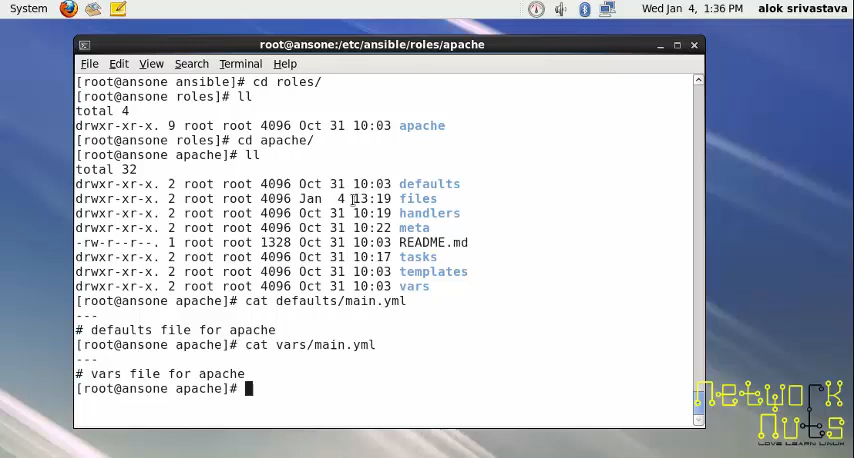 System
Wed Jan 4, 1:36 PM
alok srivastava
root@ansone:/etc/ansible/roles/apache
File Edit View Search Terminal Help
[root@ansone ansible]# cd roles/
[root@ansone roles]# ll
total 4
drwxr-xr-x. 9 root root 4096 Oct 31 10:03 apache
[root@ansone roles]# cd apache/
[root@ansone apache]# ll
total 32
drwxr-xr-x. 2 root root 4096 Oct 31 10:03 defaults
drwxr-xr-x. 2 root root 4096 Jan  4 13:19 files
drwxr-xr-x. 2 root root 4096 Oct 31 10:19 handlers
drwxr-xr-x. 2 root root 4096 Oct 31 10:22 meta
-rw-r--r--. 1 root root 1328 Oct 31 10:03 README.md
drwxr-xr-x. 2 root root 4096 Oct 31 10:17 tasks
drwxr-xr-x. 2 root root 4096 Oct 31 10:03 templates
drwxr-xr-x. 2 root root 4096 Oct 31 10:03 vars
[root@ansone apache]# cat defaults/main.yml
---
# defaults file for apache
[root@ansone apache]# cat vars/main.yml
---
# vars file for apache
[root@ansone apache]#
network
nuts
LOVE LEARN LINUX